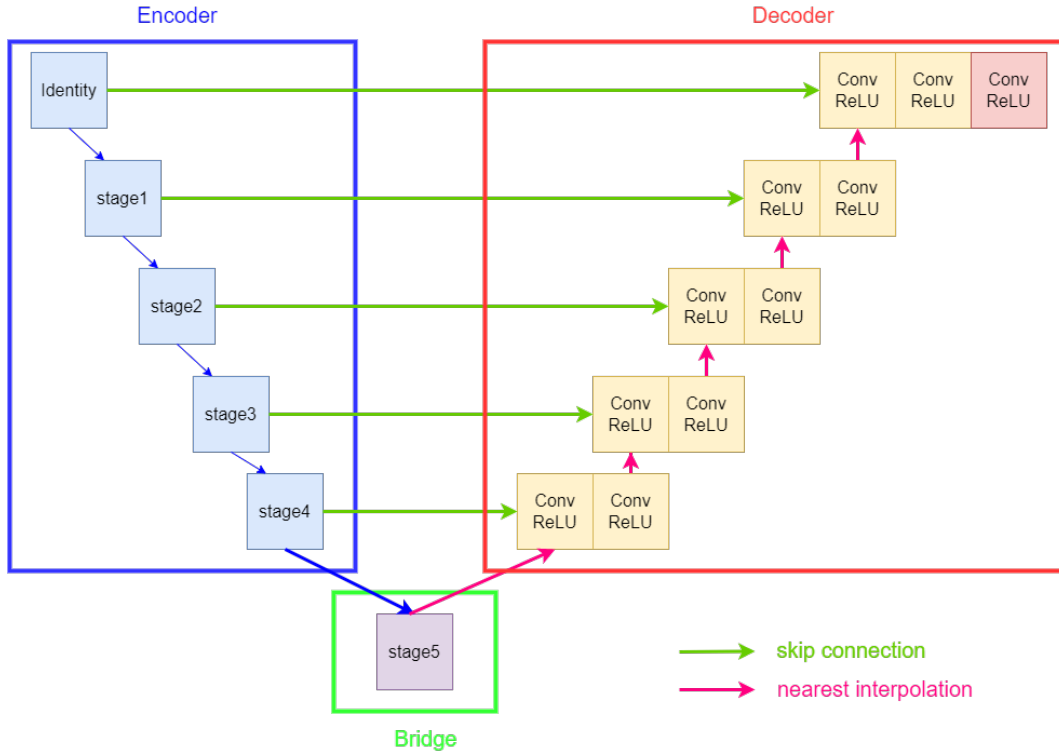 Encoder
Decoder
Identity
Conv
ReLU
Conv
ReLU
Conv
ReLU
stage1
Conv
ReLU
Conv
ReLU
stage2
Conv
ReLU
Conv
ReLU
stage3
Conv
ReLU
Conv
ReLU
stage4
Conv
ReLU
Conv
ReLU
stage5
skip connection
nearest interpolation
Bridge